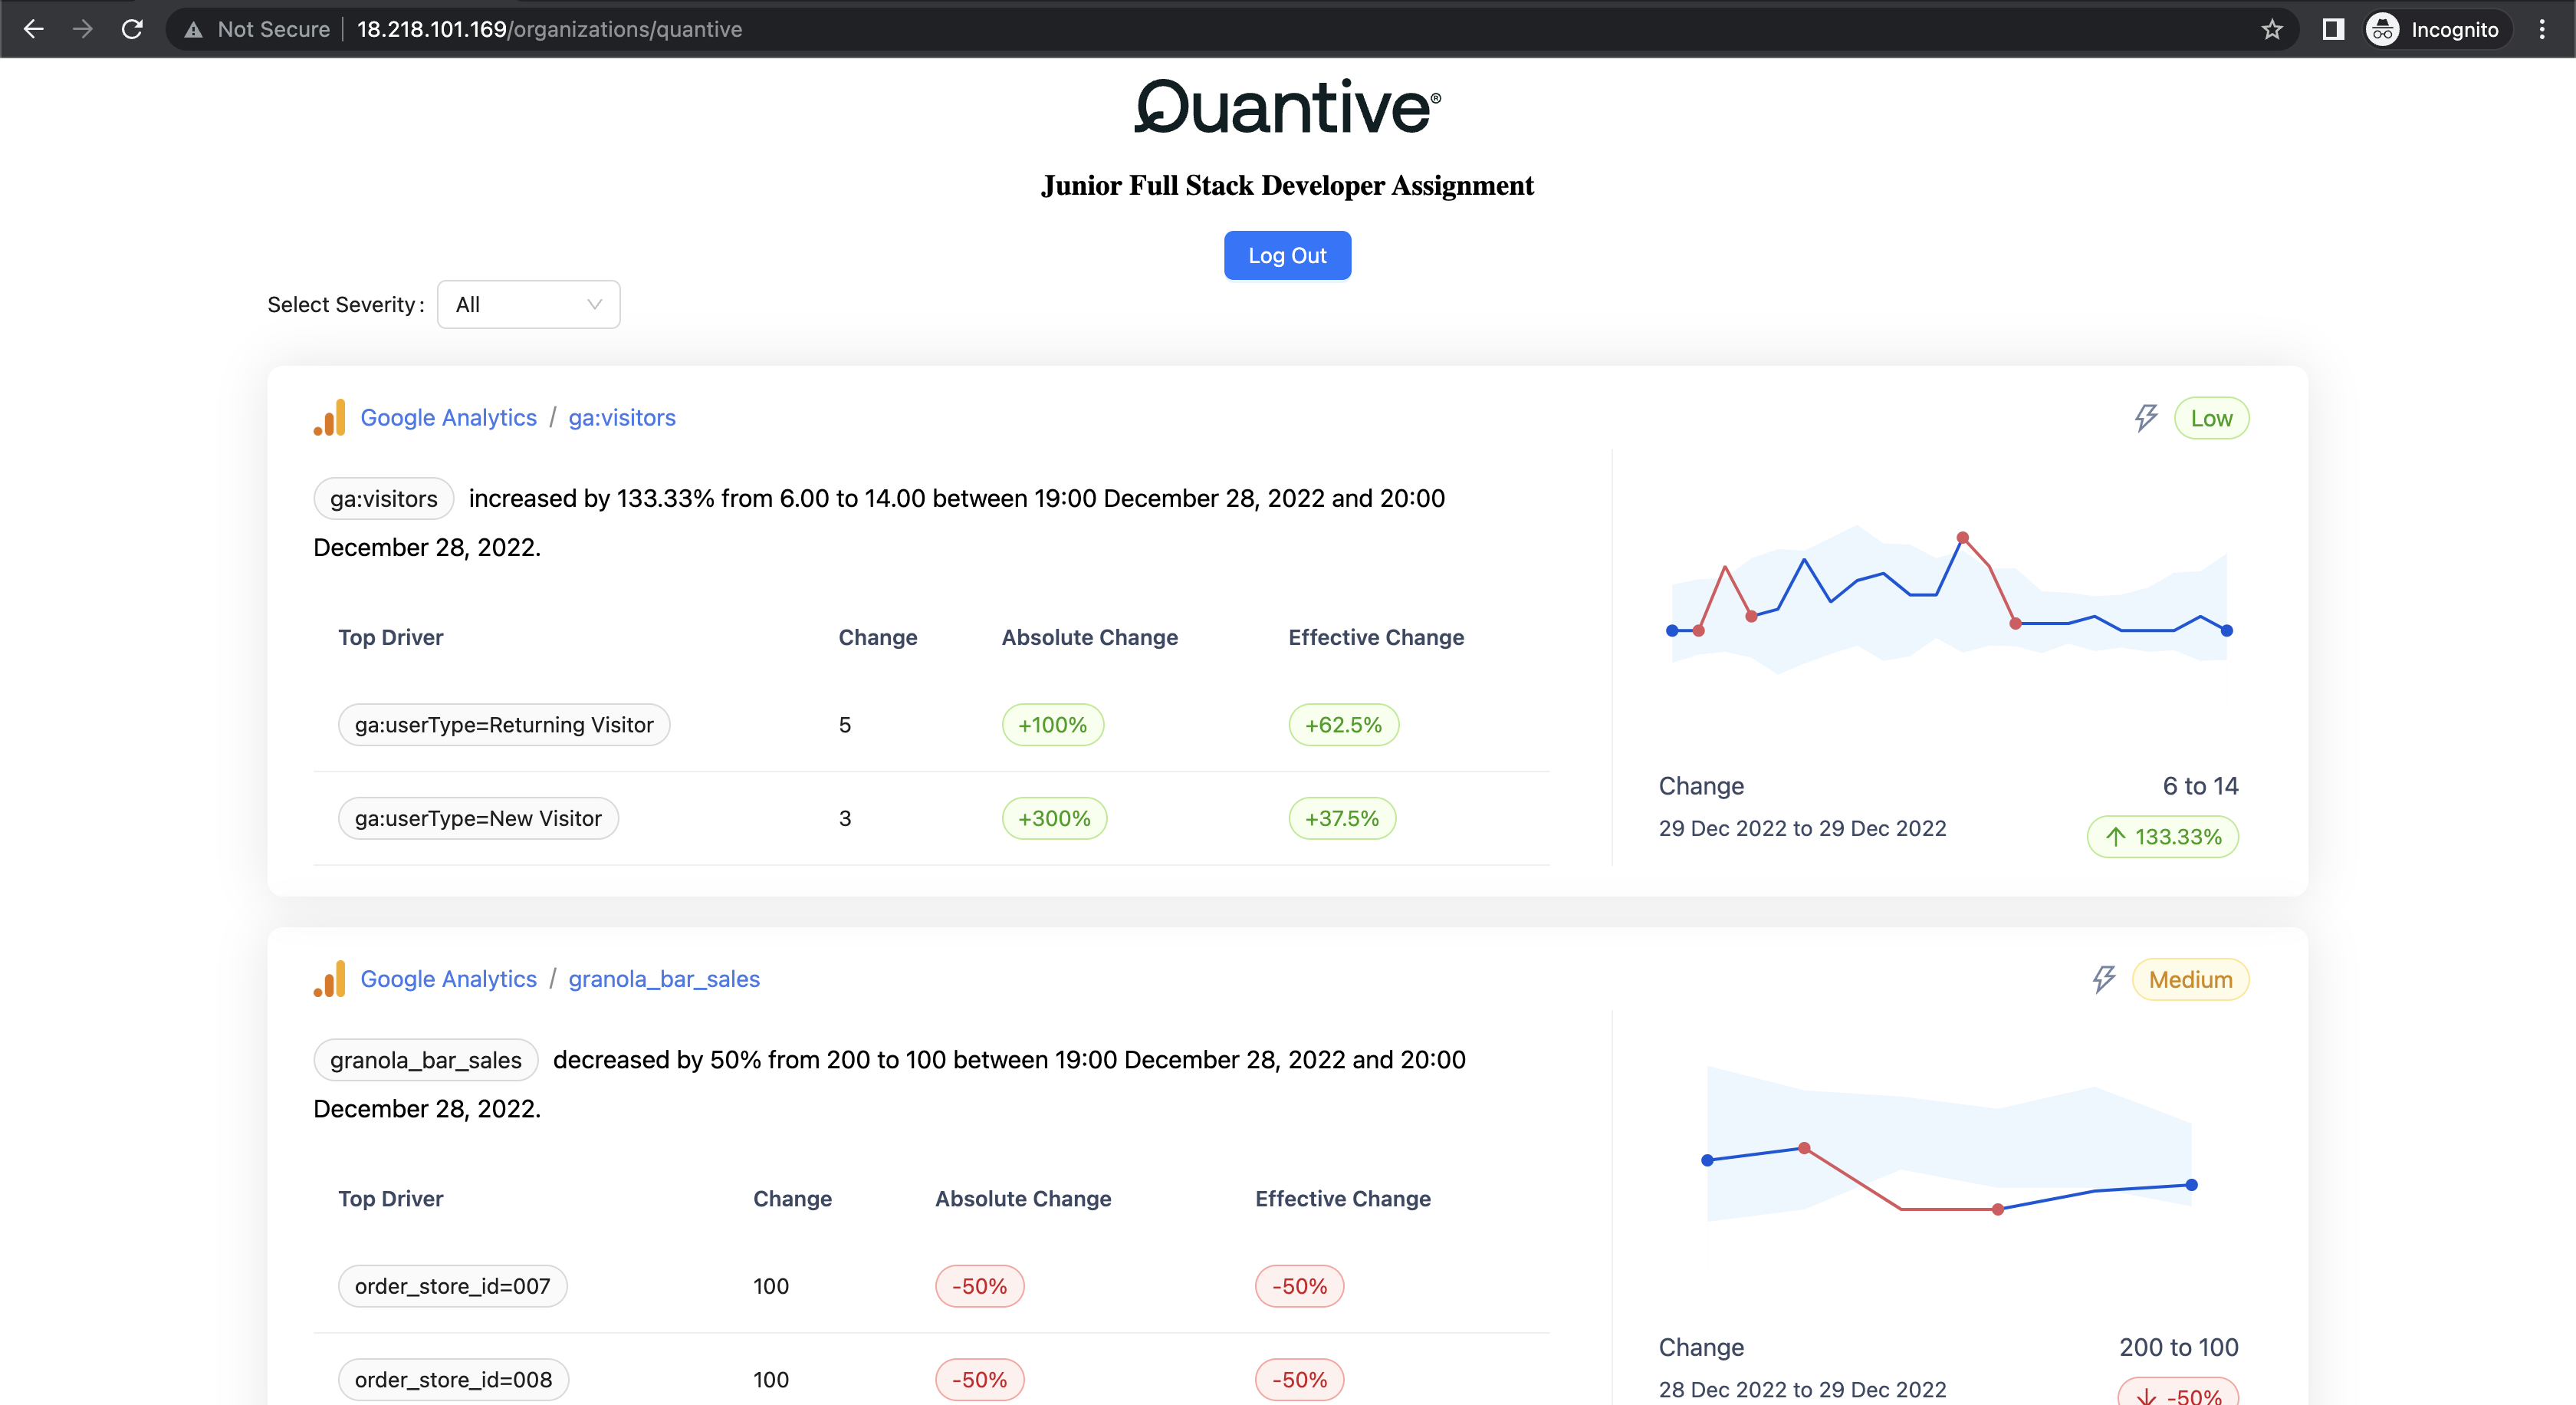 Not Secure 18.218.101.169/organizations/quantive Incognito
Quantive®
Junior Full Stack Developer Assignment
Log Out
Select Severity: All
Google Analytics / ga:visitors Low
ga:visitors increased by 133.33% from 6.00 to 14.00 between 19:00 December 28, 2022 and 20:00
December 28, 2022.
Top Driver Change Absolute Change Effective Change
ga:userType=Returning Visitor 5 +100% +62.5%
ga:userType=New Visitor 3 +300% +37.5%
Change 6 to 14
29 Dec 2022 to 29 Dec 2022 133.33%
Google Analytics / granola_bar_sales Medium
granola_bar_sales decreased by 50% from 200 to 100 between 19:00 December 28, 2022 and 20:00
December 28, 2022.
Top Driver Change Absolute Change Effective Change
order_store_id=007 100 -50% -50%
order_store_id=008 100 -50% -50%
Change 200 to 100
28 Dec 2022 to 29 Dec 2022 -50%